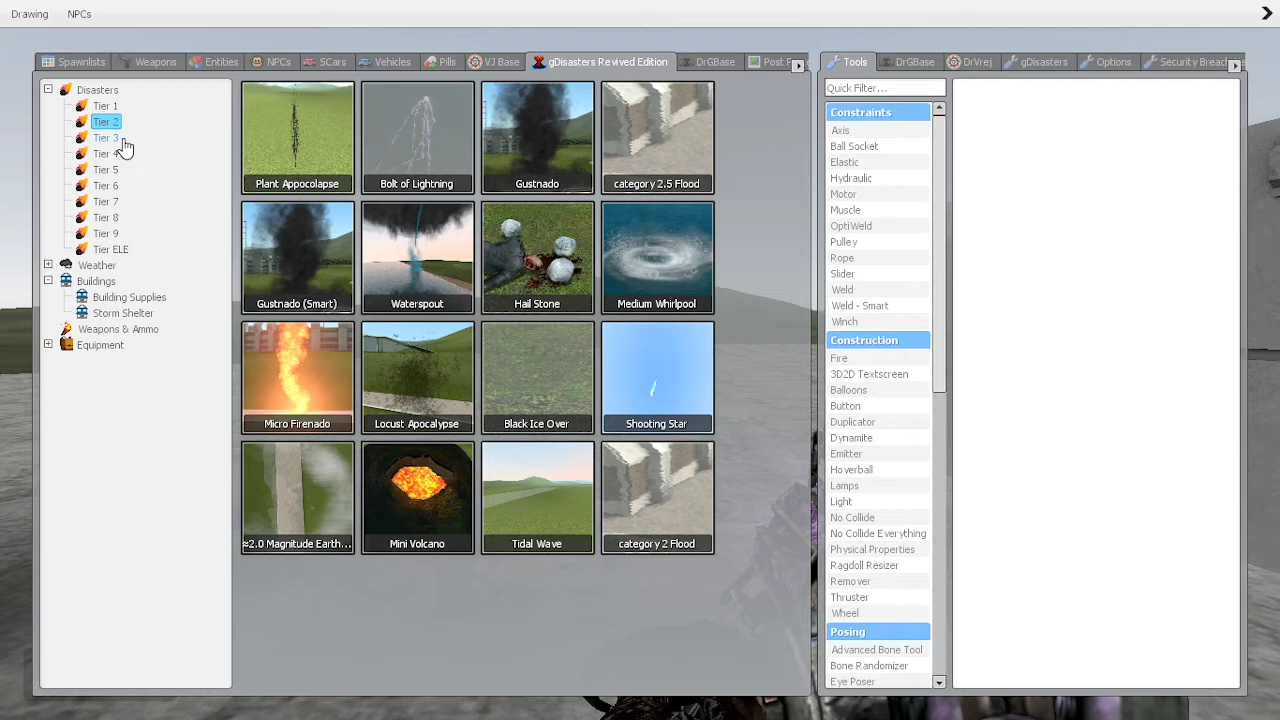 Drawing NPCs
Spawnlists Weapons Entities NPCs SCars Vehicles Pills VJ Base gDisasters Revived Edition DrGBase Post
Tools DrGBase DrVrej gDisasters Options Security Breac
Disasters
Tier 1
Tier 2
Tier 3
Tier 4
Tier 5
Tier 6
Tier 7
Tier 8
Tier 9
Tier ELE
Weather
Buildings
Building Supplies
Storm Shelter
Weapons & Ammo
Equipment
Plant Appocolapse Bolt of Lightning Gustnado category 2.5 Flood
Gustnado (Smart) Waterspout Hail Stone Medium Whirlpool
Micro Firenado Locust Apocalypse Black Ice Over Shooting Star
≈2.0 Magnitude Earth... Mini Volcano Tidal Wave category 2 Flood
Quick Filter...
Constraints
Axis
Ball Socket
Elastic
Hydraulic
Motor
Muscle
OptiWeld
Pulley
Rope
Slider
Weld
Weld - Smart
Winch
Construction
Fire
3D2D Textscreen
Balloons
Button
Duplicator
Dynamite
Emitter
Hoverball
Lamps
Light
No Collide
No Collide Everything
Physical Properties
Ragdoll Resizer
Remover
Thruster
Wheel
Posing
Advanced Bone Tool
Bone Randomizer
Eye Poser